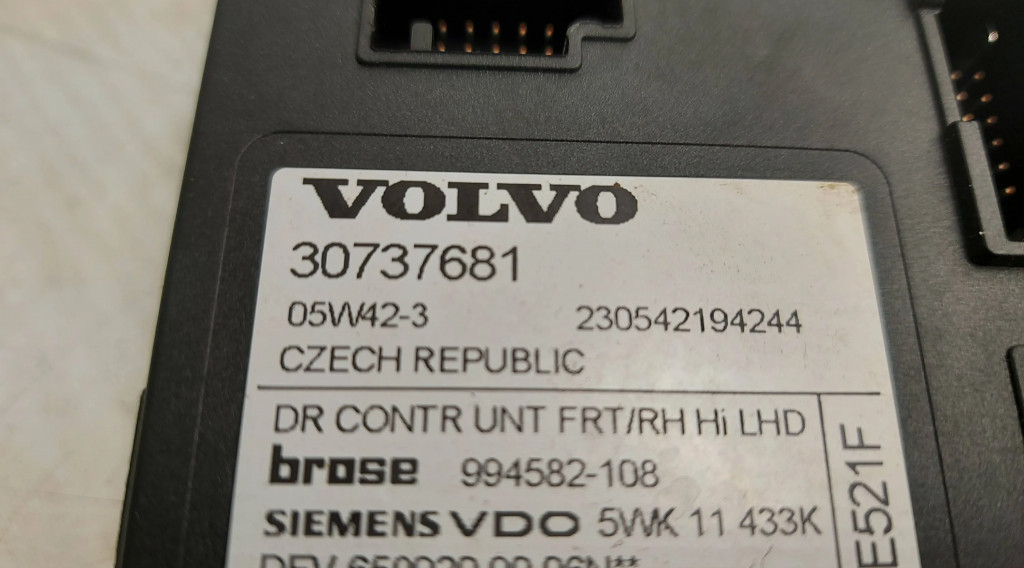 VOLVO
30737681
05W42-3 230542194244
CZECH REPUBLIC
DR CONTR UNT FRT/RH Hi LHD
brose 994582-108
SIEMENS VDO 5WK 11 433K
E521F